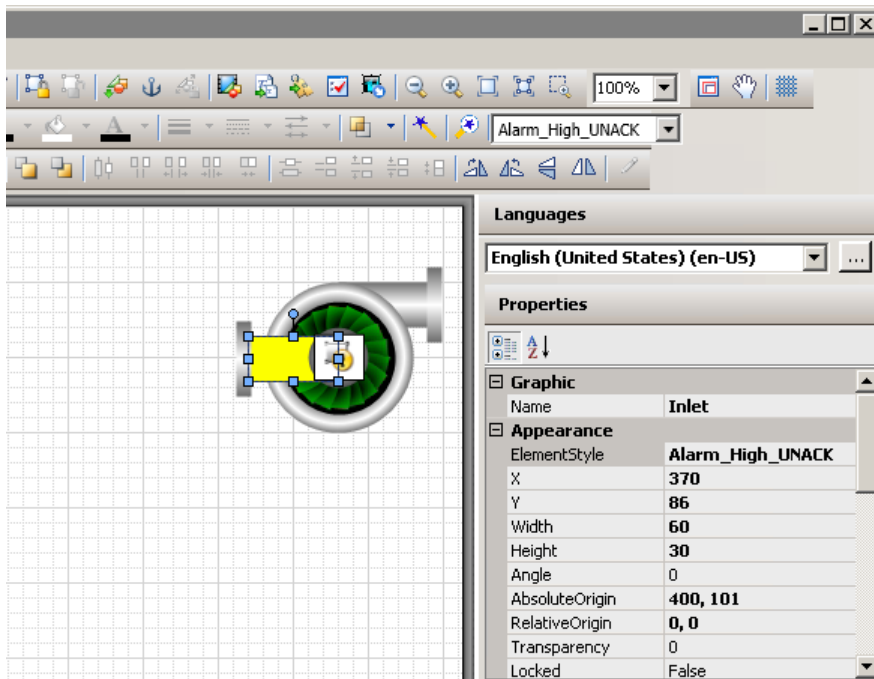 100%
A
Alarm_High_UNACK
Languages
English (United States) (en-US)
...
Properties
A
Z
Graphic
Name Inlet
Appearance
ElementStyle Alarm_High_UNACK
X 370
Y 86
Width 60
Height 30
Angle 0
AbsoluteOrigin 400, 101
RelativeOrigin 0, 0
Transparency 0
Locked False